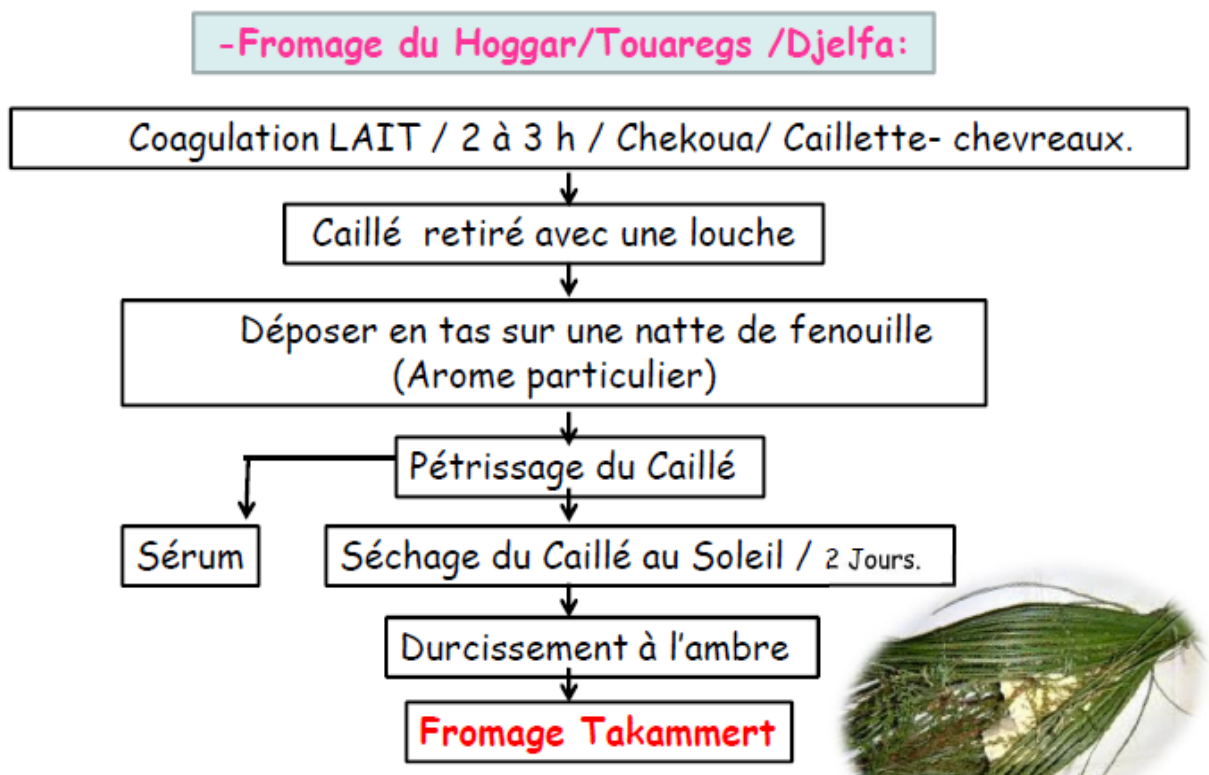 -Fromage du Hoggar/Touaregs /Djelfa:
Coagulation LAIT / 2 à 3 h / Chekoua/ Caillette- chevreaux.
Caillé retiré avec une louche
Déposer en tas sur une natte de fenouille
(Arome particulier)
Pétrissage du Caillé
Sérum
Séchage du Caillé au Soleil / 2 Jours.
Durcissement à l'ambre
Fromage Takammert